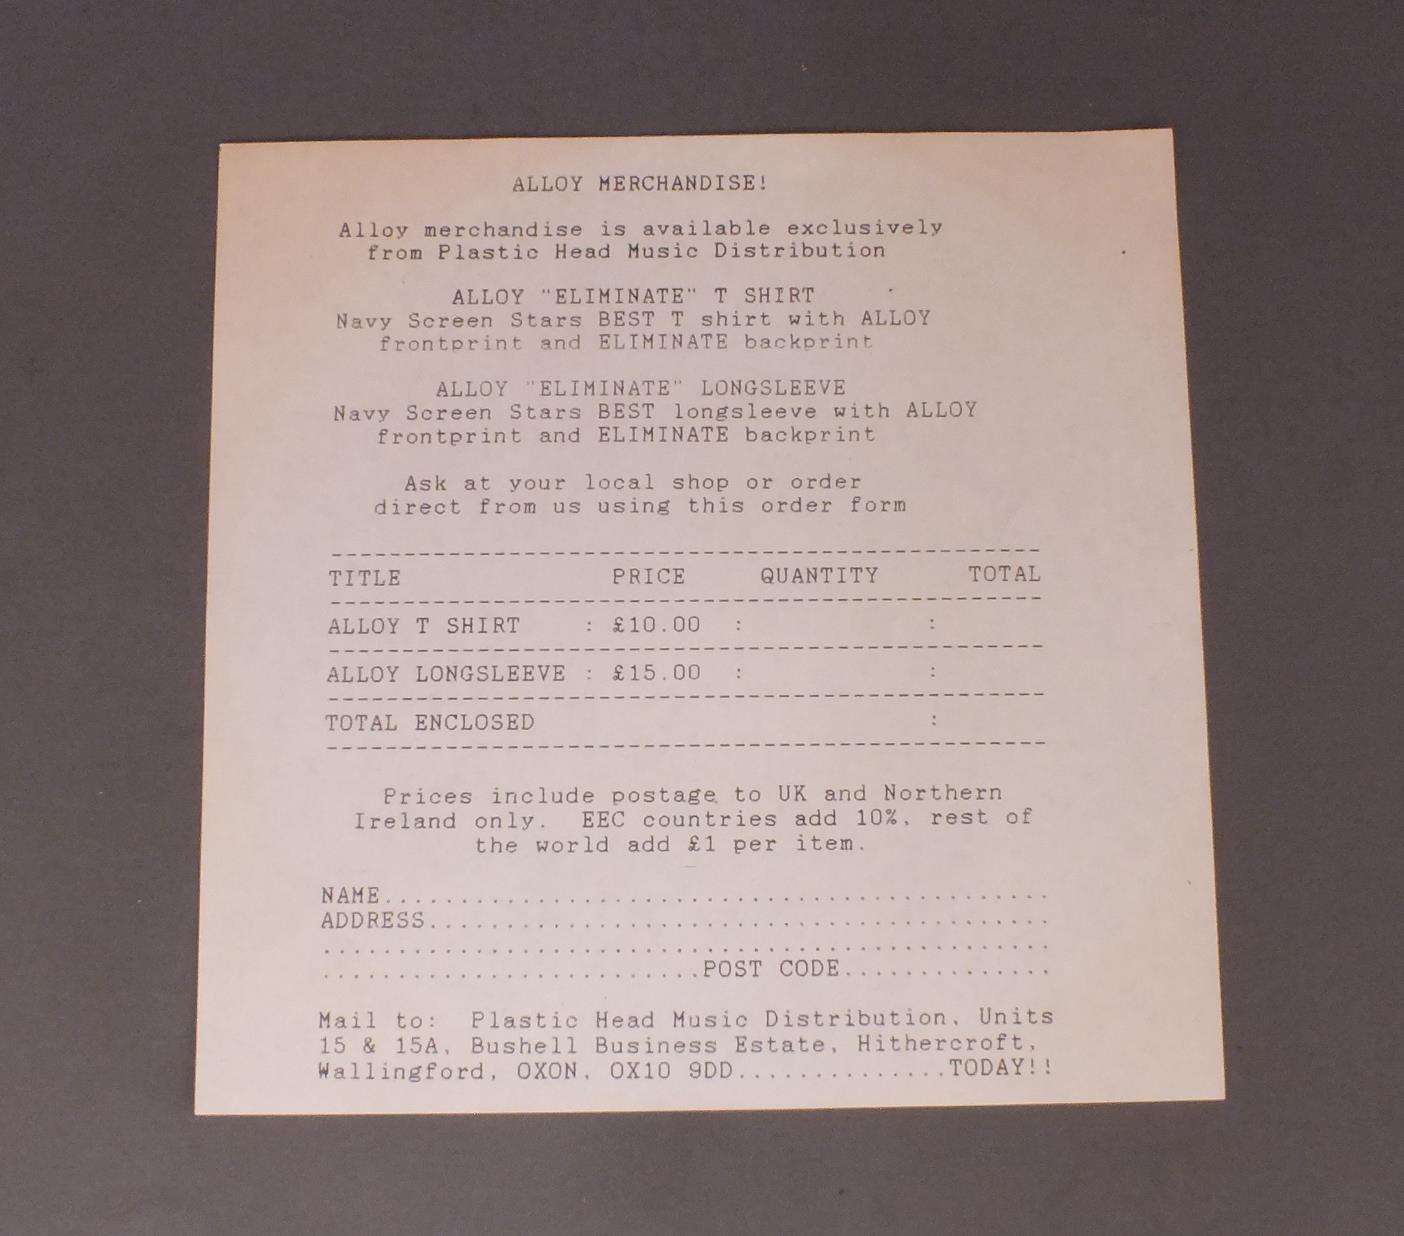 ALLOY MERCHANDISE!
Alloy merchandise is available exclusively
from Plastic Head Music Distribution
ALLOY "ELIMINATE" T SHIRT
Navy Screen Stars BEST T shirt with ALLOY
frontprint and ELIMINATE backprint
ALLOY "ELIMINATE" LONGSLEEVE
Navy Screen Stars BEST longsleeve with ALLOY
frontprint and ELIMINATE backprint
Ask at your local shop or order
direct from us using this order form
------------------------------------------------
TITLE PRICE QUANTITY TOTAL
------------------------------------------------
ALLOY T SHIRT : £10.00 : :
------------------------------------------------
ALLOY LONGSLEEVE : £15.00 : :
------------------------------------------------
TOTAL ENCLOSED :
------------------------------------------------
Prices include postage to UK and Northern
Ireland only. EEC countries add 10%, rest of
the world add £1 per item.
NAME............................................
ADDRESS.........................................
................................................
.........................POST CODE..............
Mail to: Plastic Head Music Distribution, Units
15 & 15A, Bushell Business Estate, Hithercroft,
Wallingford, OXON, OX10 9DD..............TODAY!!